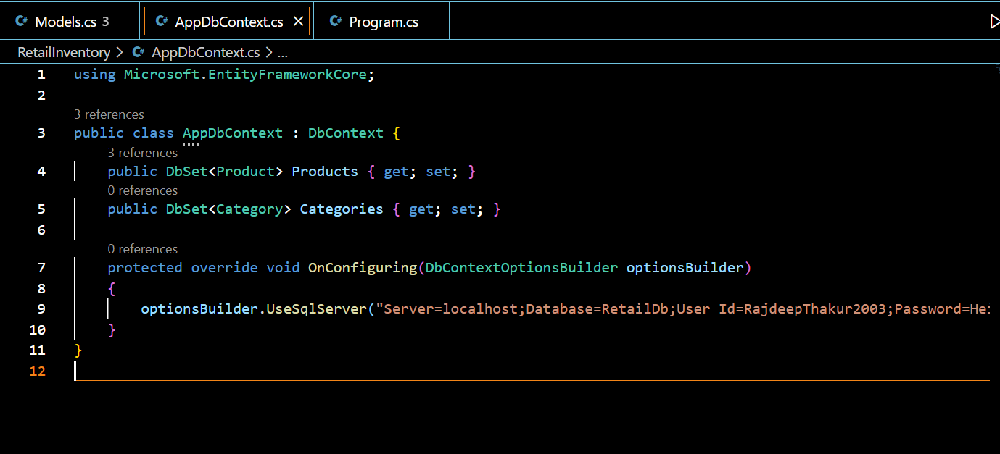 C# Models.cs 3
C# AppDbContext.cs ×
C# Program.cs
RetailInventory > C# AppDbContext.cs > ...
1 using Microsoft.EntityFrameworkCore;
2
3 references
3 public class AppDbContext : DbContext {
3 references
4 public DbSet<Product> Products { get; set; }
0 references
5 public DbSet<Category> Categories { get; set; }
6
0 references
7 protected override void OnConfiguring(DbContextOptionsBuilder optionsBuilder)
8 {
9 optionsBuilder.UseSqlServer("Server=localhost;Database=RetailDb;User Id=RajdeepThakur2003;Password=
10 }
11 }
12